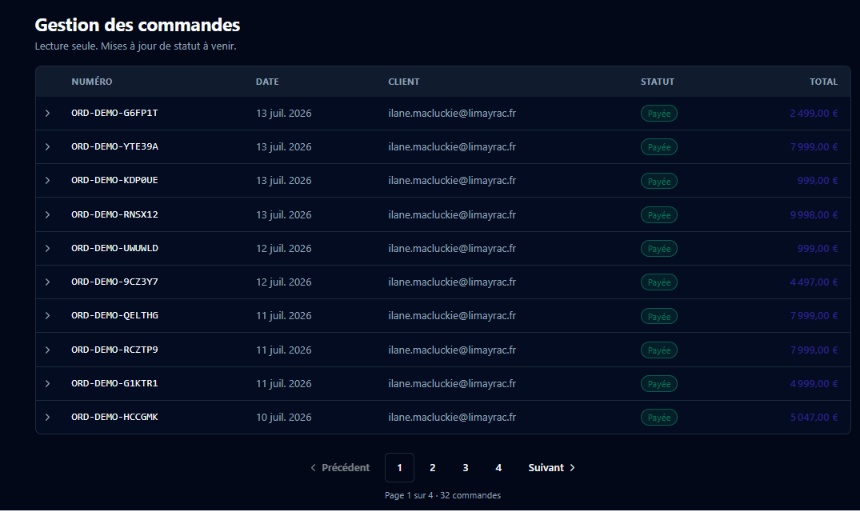 Gestion des commandes
Lecture seule. Mises à jour de statut à venir.
NUMÉRO DATE CLIENT STATUT TOTAL
ORD-DEMO-G6FP1T 13 juil. 2026 ilane.macluckie@limayrac.fr Payée 2 499,00 €
ORD-DEMO-YTE39A 13 juil. 2026 ilane.macluckie@limayrac.fr Payée 7 999,00 €
ORD-DEMO-KDP0UE 13 juil. 2026 ilane.macluckie@limayrac.fr Payée 999,00 €
ORD-DEMO-RNSX12 13 juil. 2026 ilane.macluckie@limayrac.fr Payée 9 998,00 €
ORD-DEMO-UWUWLD 12 juil. 2026 ilane.macluckie@limayrac.fr Payée 999,00 €
ORD-DEMO-9CZ3Y7 12 juil. 2026 ilane.macluckie@limayrac.fr Payée 4 497,00 €
ORD-DEMO-QELTHG 11 juil. 2026 ilane.macluckie@limayrac.fr Payée 7 999,00 €
ORD-DEMO-RCZTP9 11 juil. 2026 ilane.macluckie@limayrac.fr Payée 7 999,00 €
ORD-DEMO-G1KTR1 11 juil. 2026 ilane.macluckie@limayrac.fr Payée 4 999,00 €
ORD-DEMO-HCCGMK 10 juil. 2026 ilane.macluckie@limayrac.fr Payée 5 047,00 €
Précédent 1 2 3 4 Suivant
Page 1 sur 4 - 32 commandes